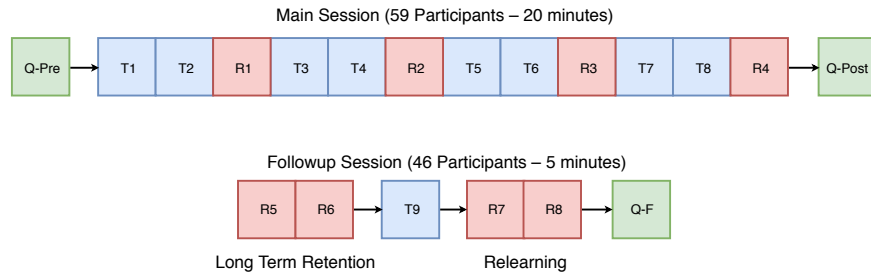 Main Session (59 Participants – 20 minutes)
Q-Pre T1 T2 R1 T3 T4 R2 T5 T6 R3 T7 T8 R4 Q-Post
Followup Session (46 Participants – 5 minutes)
R5 R6 T9 R7 R8 Q-F
Long Term Retention Relearning